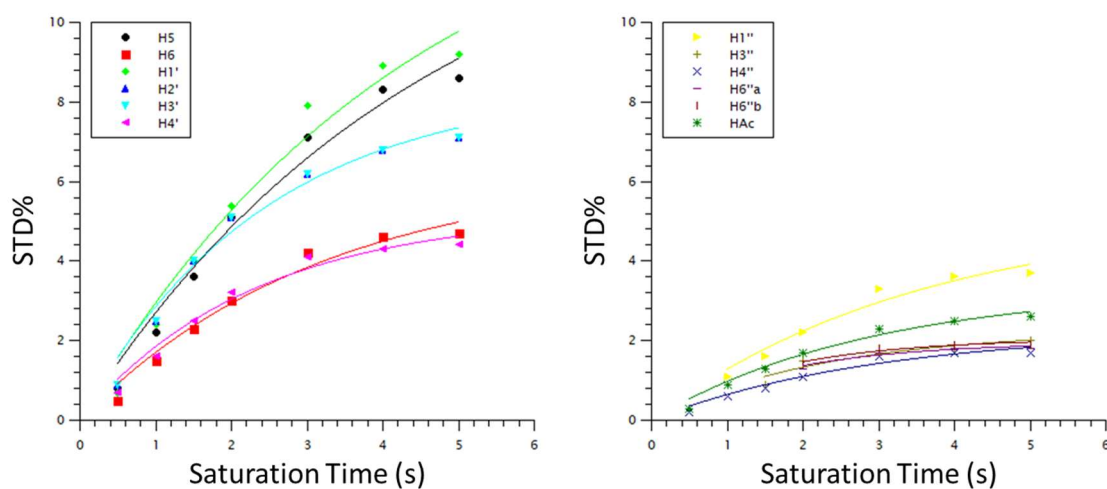 10
H5
H6
H1'
H2'
H3'
H4'
8
6
4
2
0
0 1 2 3 4 5 6
STD%
Saturation Time (s)
10
H1''
H3''
H4''
H6''a
H6''b
HAc
8
6
4
2
0
0 1 2 3 4 5 6
STD%
Saturation Time (s)